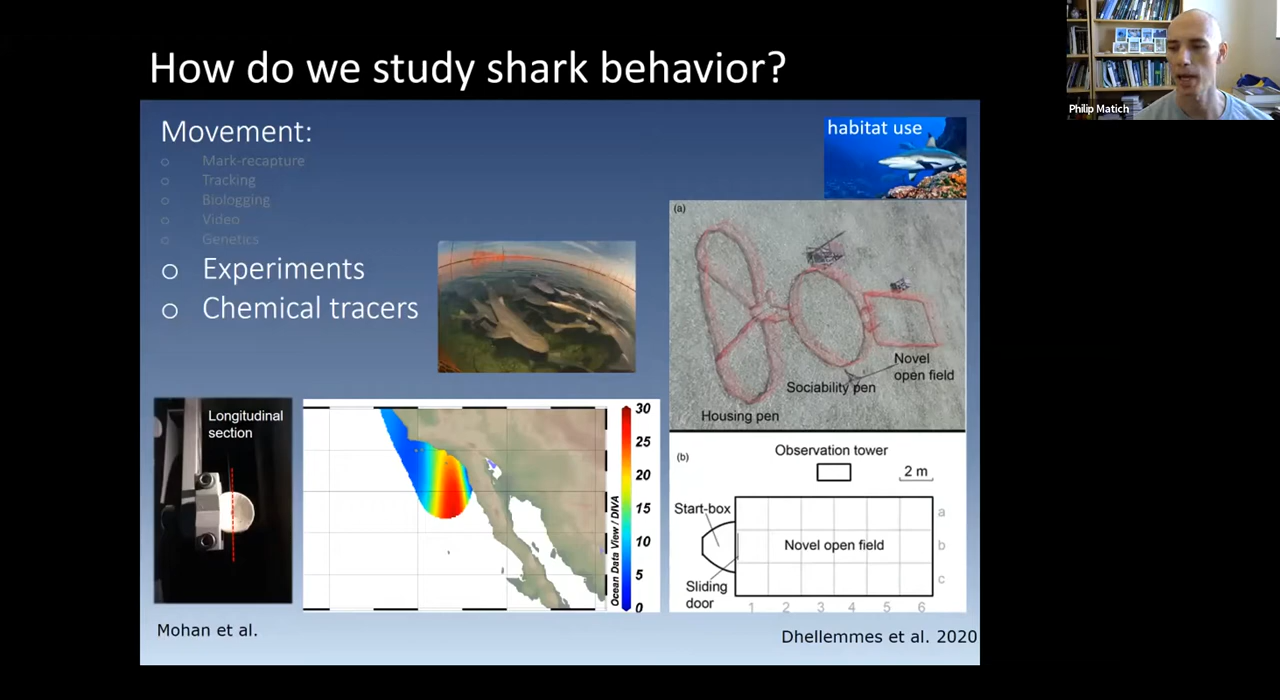 How do we study shark behavior?
Philip Matich
Movement:
o Mark-recapture
o Tracking
o Biologging
o Video
o Genetics
o Experiments
o Chemical tracers
habitat use
(a)
Novel
open field
Sociability pen
Housing pen
Longitudinal
section
30
25
20
15
10
5
0
Ocean Data View / DIVA
(b)
Observation tower
2 m
Start-box
a
Novel open field
b
Sliding
door
c
1 2 3 4 5 6
Mohan et al.
Dhellemmes et al. 2020